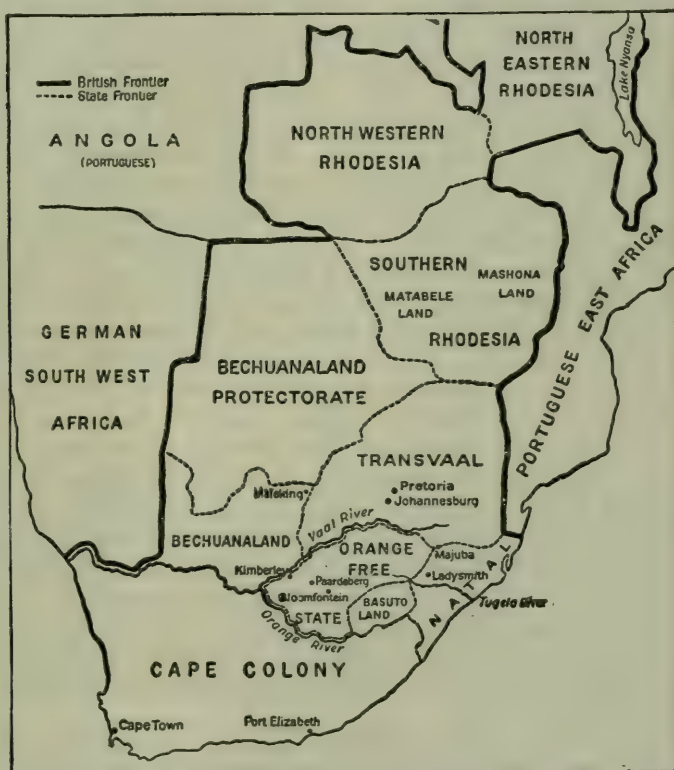 British Frontier
State Frontier
ANGOLA
(PORTUGUESE)
NORTH
EASTERN
RHODESIA
Lake Nyansa
NORTH WESTERN
RHODESIA
SOUTHERN
MASHONA
LAND
MATABELE
LAND
RHODESIA
PORTUGUESE EAST AFRICA
GERMAN
SOUTH WEST
AFRICA
BECHUANALAND
PROTECTORATE
TRANSVAAL
Pretoria
Johannesburg
Mafeking
BECHUANALAND
Vaal River
Kimberley
ORANGE
FREE
STATE
Paardeberg
Bloomfontein
Orange River
BASUTO
LAND
Majuba
Ladysmith
NATAL
Tugela River
CAPE COLONY
Cape Town
Port Elizabeth